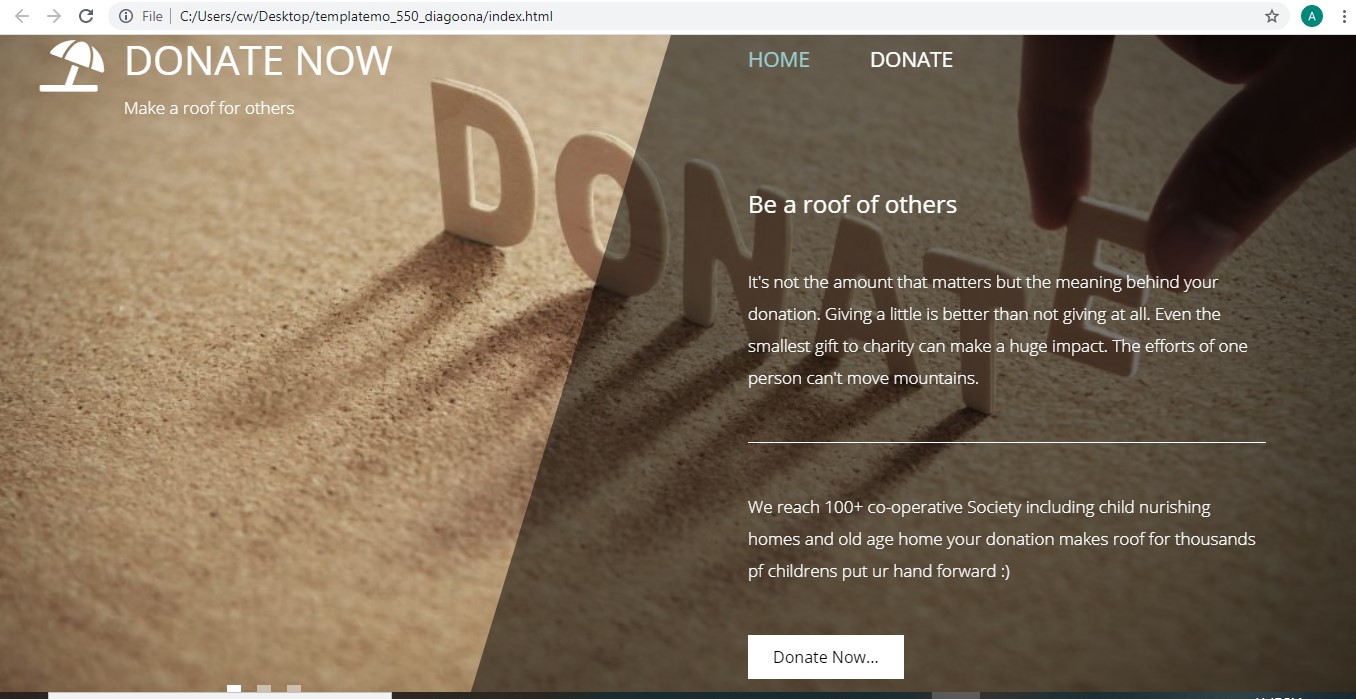 File
C:/Users/cw/Desktop/templatemo_550_diagoona/index.html
A
DONATE NOW
Make a roof for others
HOME
DONATE
DONATE
Be a roof of others
It's not the amount that matters but the meaning behind your
donation. Giving a little is better than not giving at all. Even the
smallest gift to charity can make a huge impact. The efforts of one
person can't move mountains.
We reach 100+ co-operative Society including child nurishing
homes and old age home your donation makes roof for thousands
pf childrens put ur hand forward :)
Donate Now...